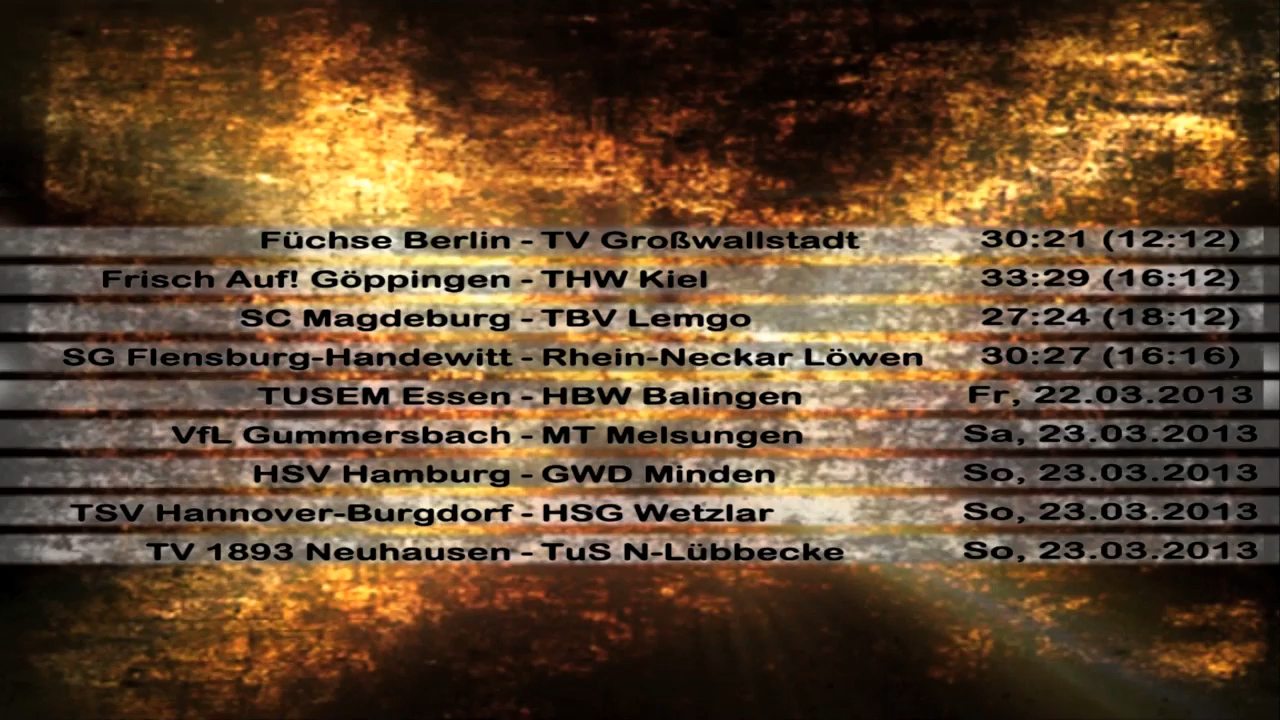 Füchse Berlin - TV Großwallstadt 30:21 (12:12)
Frisch Auf! Göppingen - THW Kiel 33:29 (16:12)
SC Magdeburg - TBV Lemgo 27:24 (18:12)
SG Flensburg-Handewitt - Rhein-Neckar Löwen 30:27 (16:16)
TUSEM Essen - HBW Balingen Fr, 22.03.2013
VfL Gummersbach - MT Melsungen Sa, 23.03.2013
HSV Hamburg - GWD Minden So, 23.03.2013
TSV Hannover-Burgdorf - HSG Wetzlar So, 23.03.2013
TV 1893 Neuhausen - TuS N-Lübbecke So, 23.03.2013